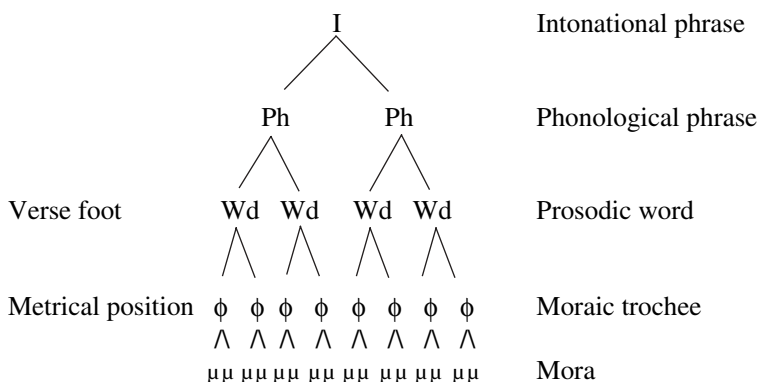 I Intonational phrase
Ph Ph Phonological phrase
Verse foot Wd Wd Wd Wd Prosodic word
Metrical position ϕ ϕ ϕ ϕ ϕ ϕ ϕ ϕ Moraic trochee
μμ μμ μμ μμ μμ μμ μμ μμ Mora